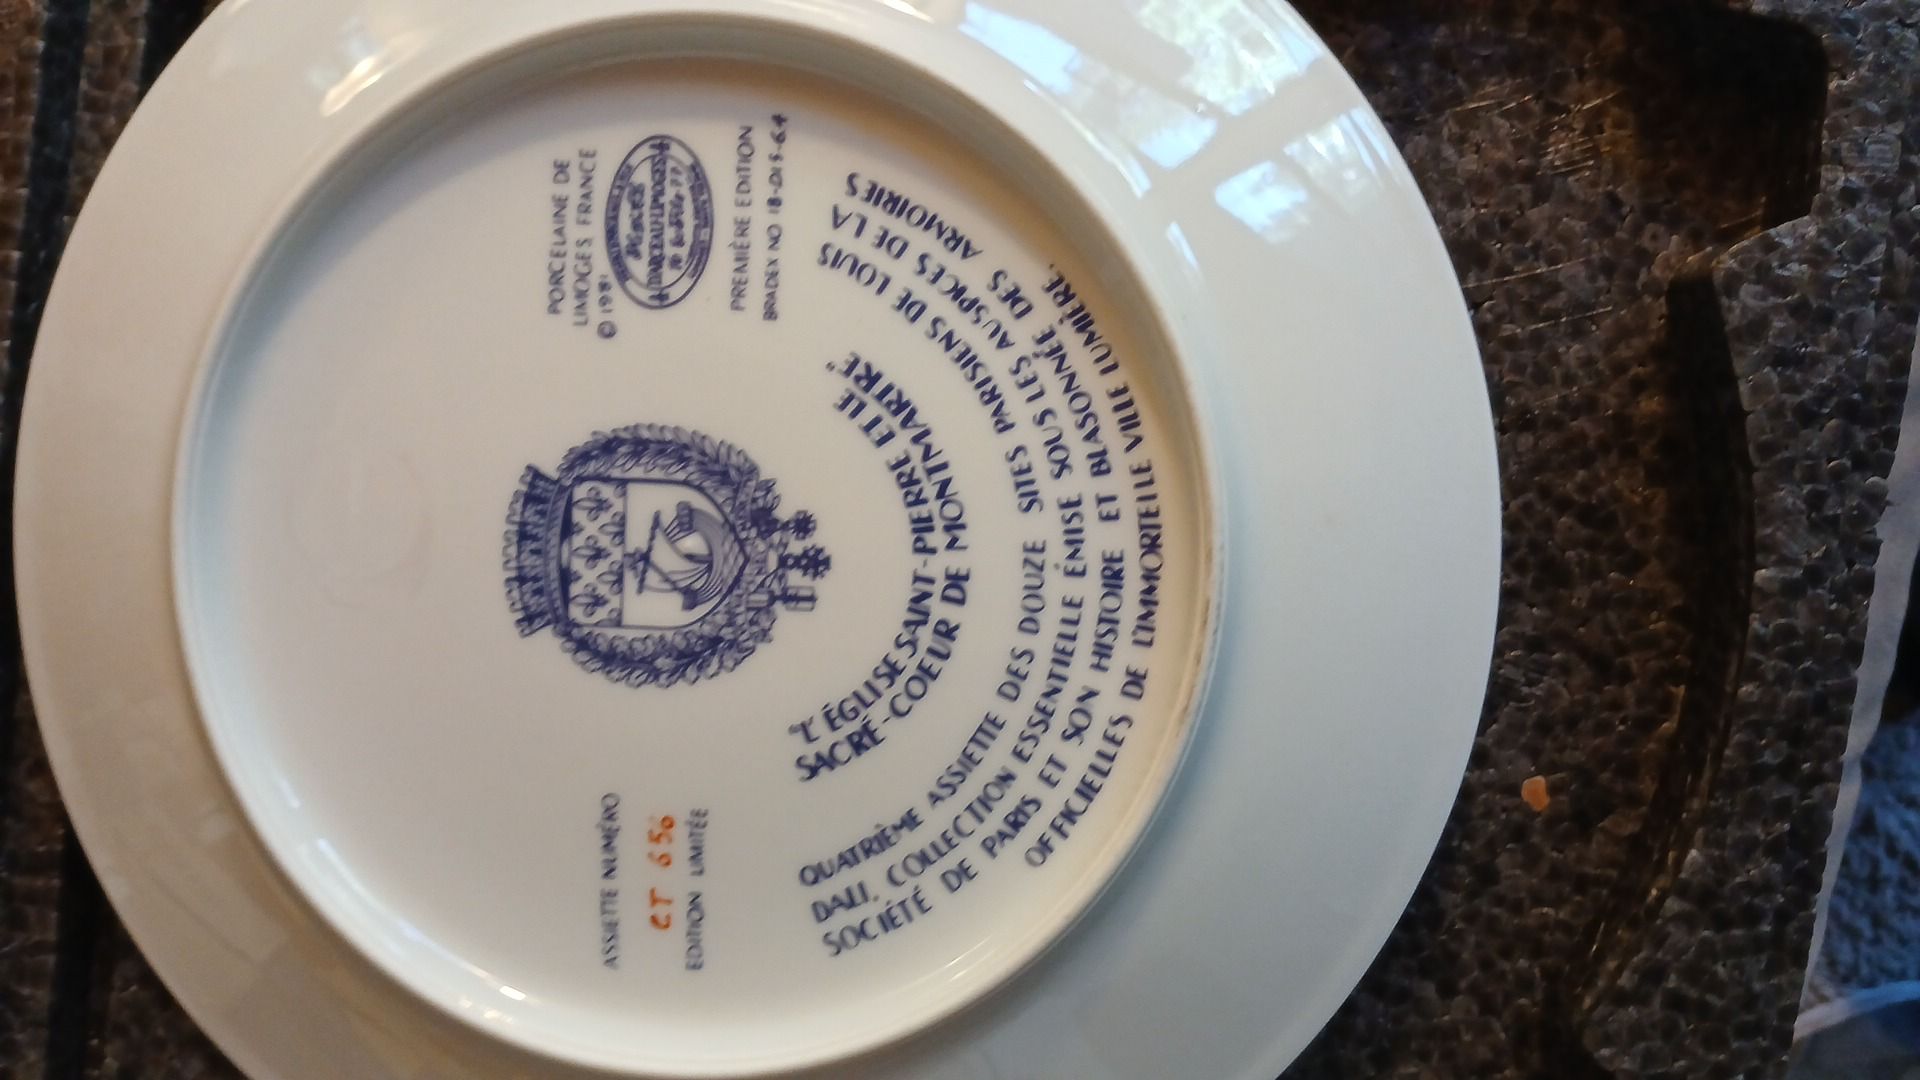 PORCELAINE DE
LIMOGES FRANCE
© 1981
D'ARCEAU-LIMOGES
PREMIÈRE EDITION
BRADEX NO 18-D15-6.4
ASSIETTE NUMÉRO
CT 650
EDITION LIMITÉE
"L'ÉGLISE SAINT-PIERRE ET LE
SACRÉ-COEUR DE MONTMARTRE"
QUATRIÈME ASSIETTE DES DOUZE SITES PARISIENS DE LOUIS
DALI, COLLECTION ESSENTIELLE ÉMISE SOUS LES AUSPICES DE LA
SOCIÉTÉ DE PARIS ET SON HISTOIRE ET BLASONNÉE DES ARMOIRIES
OFFICIELLES DE L'IMMORTELLE VILLE LUMIÈRE.